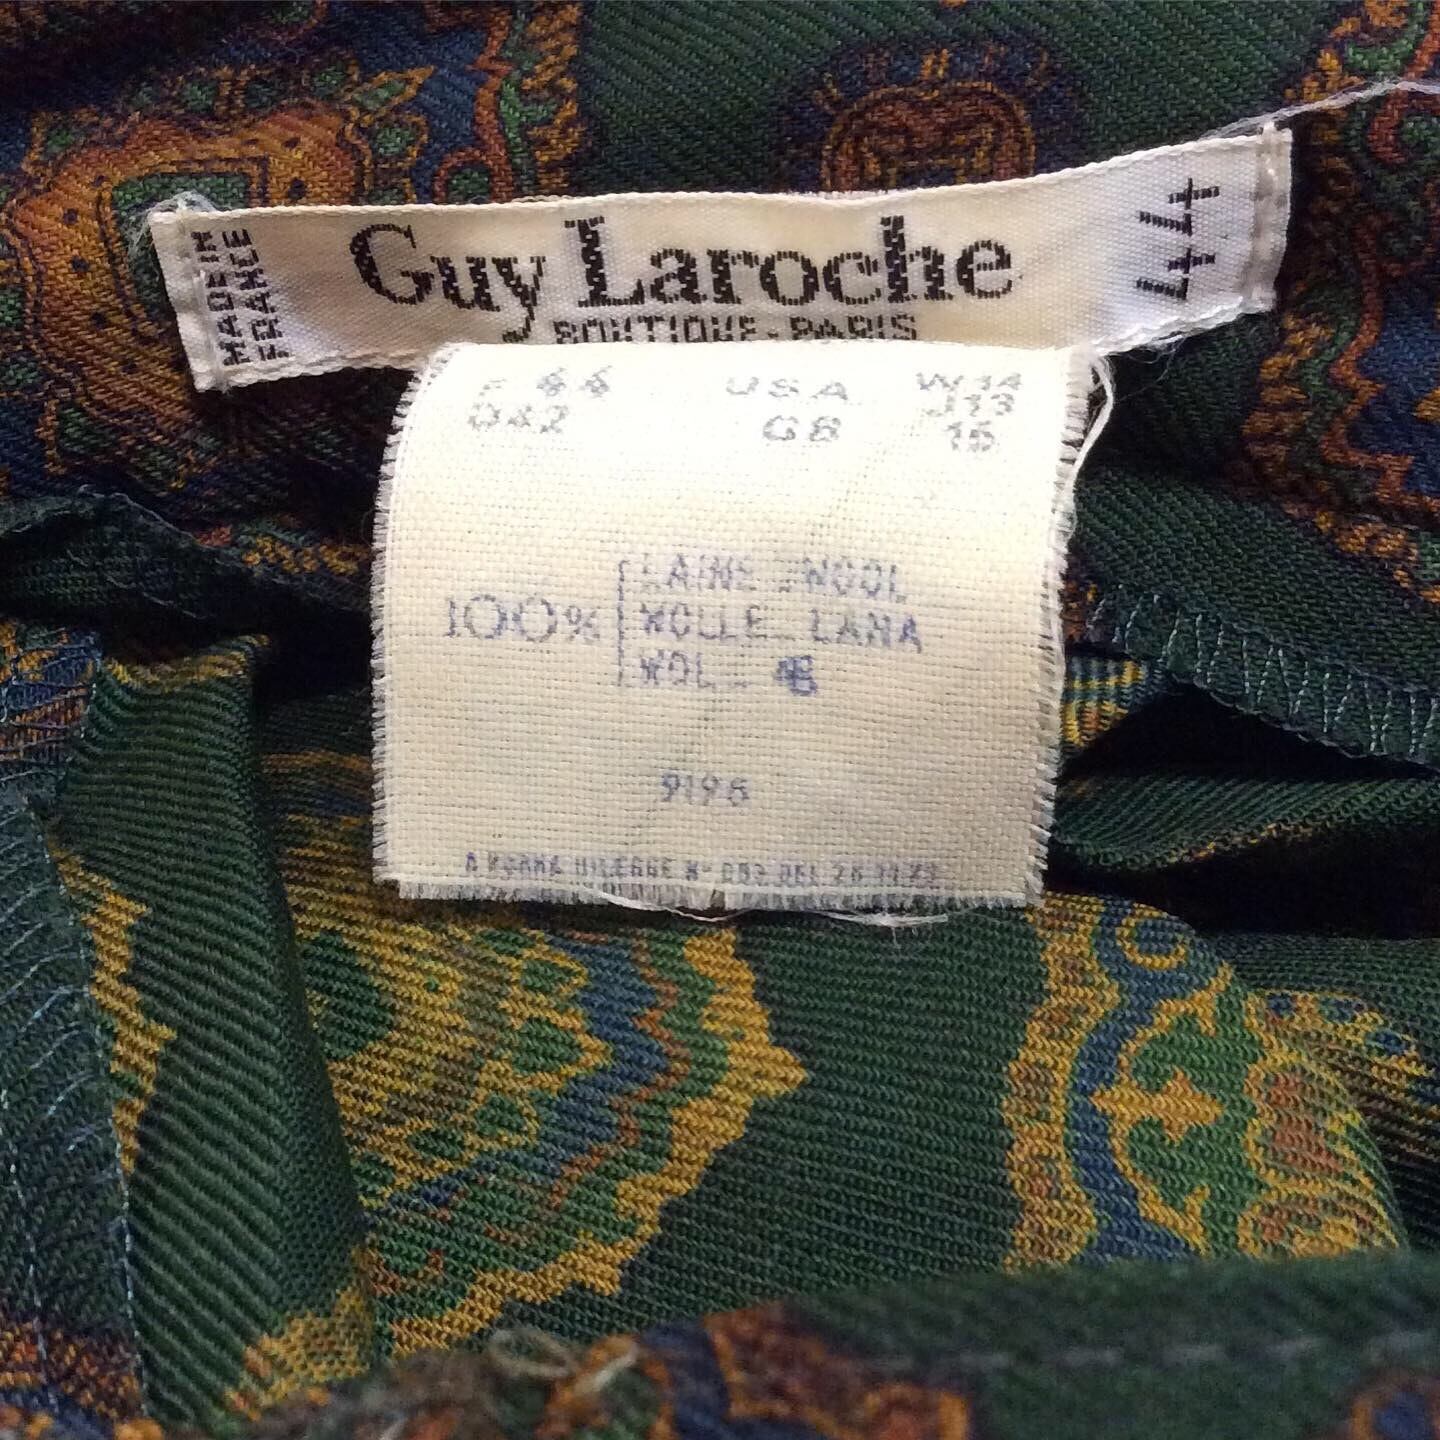 MADE IN
FRANCE
Guy Laroche
BOUTIQUE-PARIS
44
F 44 USA W14
J13
D42 GB 16
100% LAINE - WOOL
WOLLE - LANA
WOL -
9196